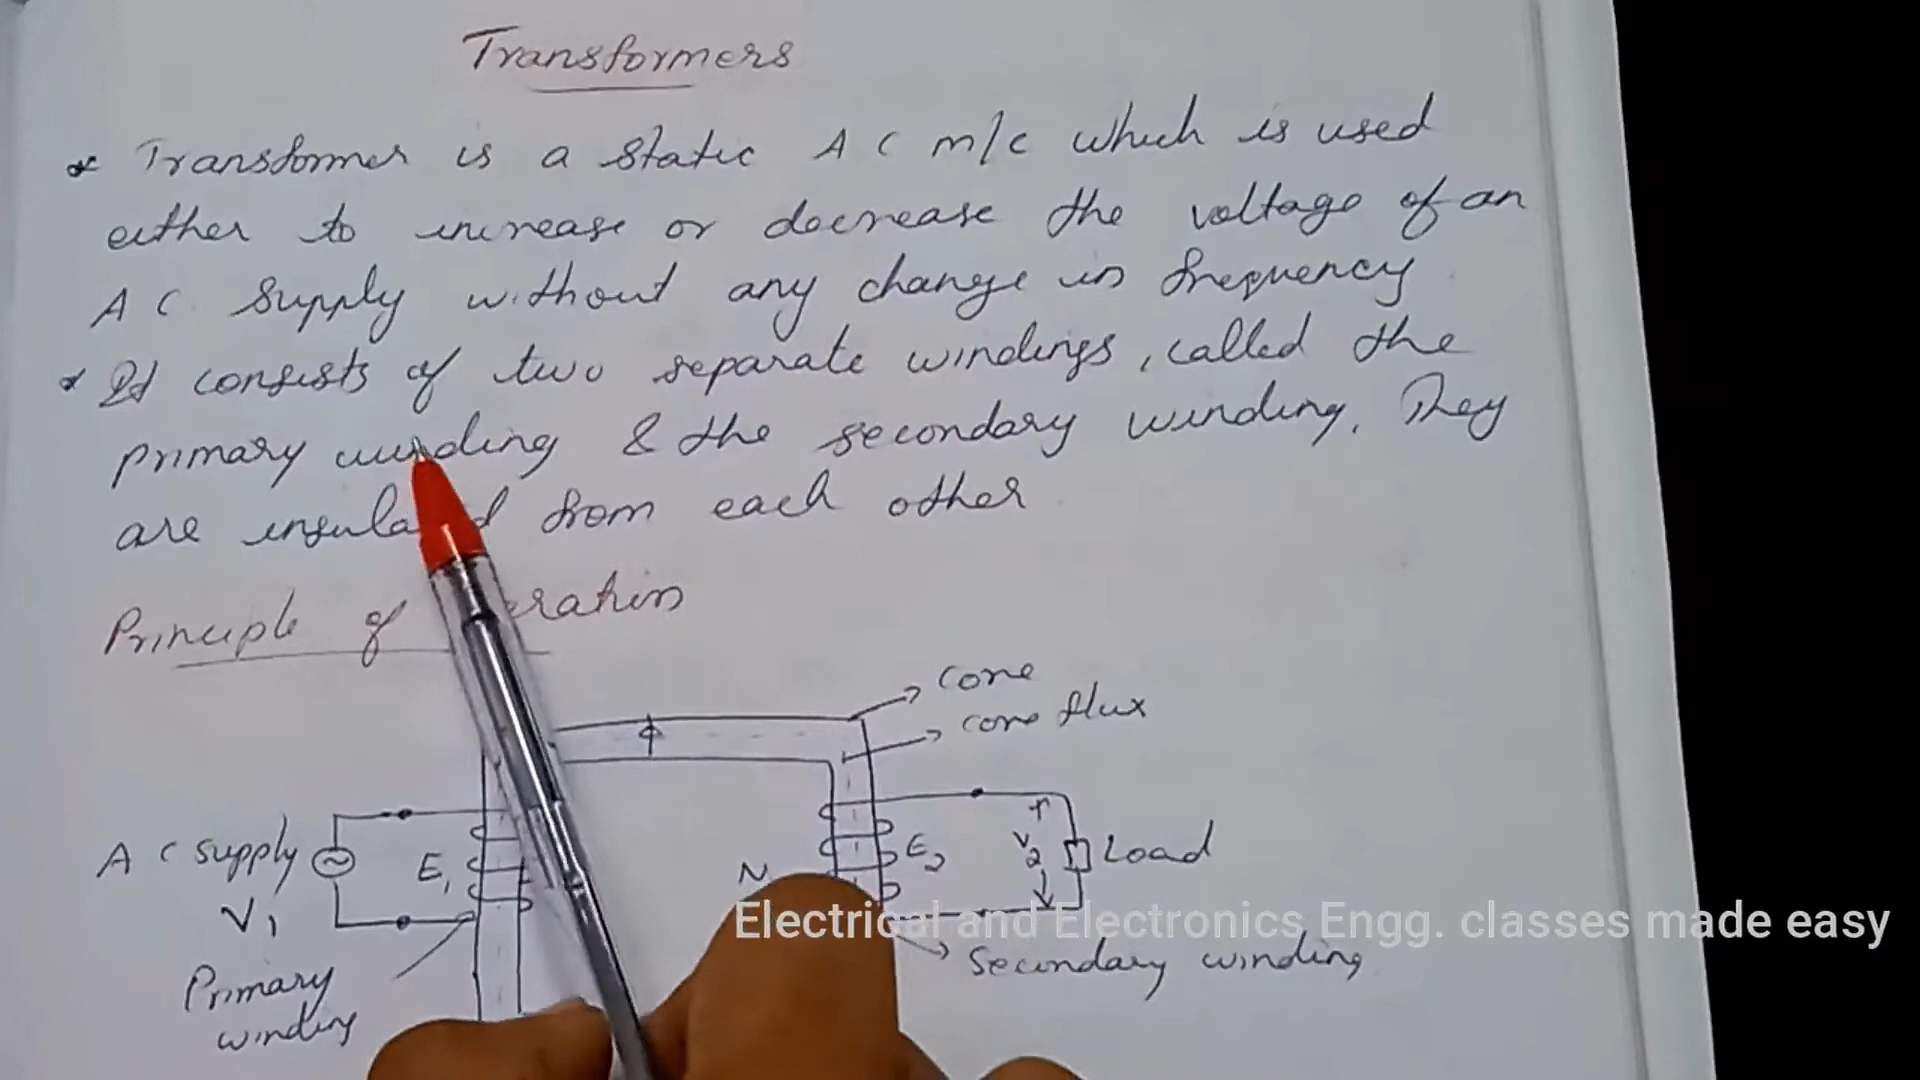 Transformers
* Transformer is a static AC m/c which is used
either to increase or decrease the voltage of an
AC supply without any change in frequency
* It consists of two separate windings, called the
primary winding & the secondary winding. They
are from each other
Principle of
core
core flux
AC supply
V1
E1
E2
V2
+
Load
N
Primary
winding
Secondary winding
Electrical and Electronics Engg. classes made easy